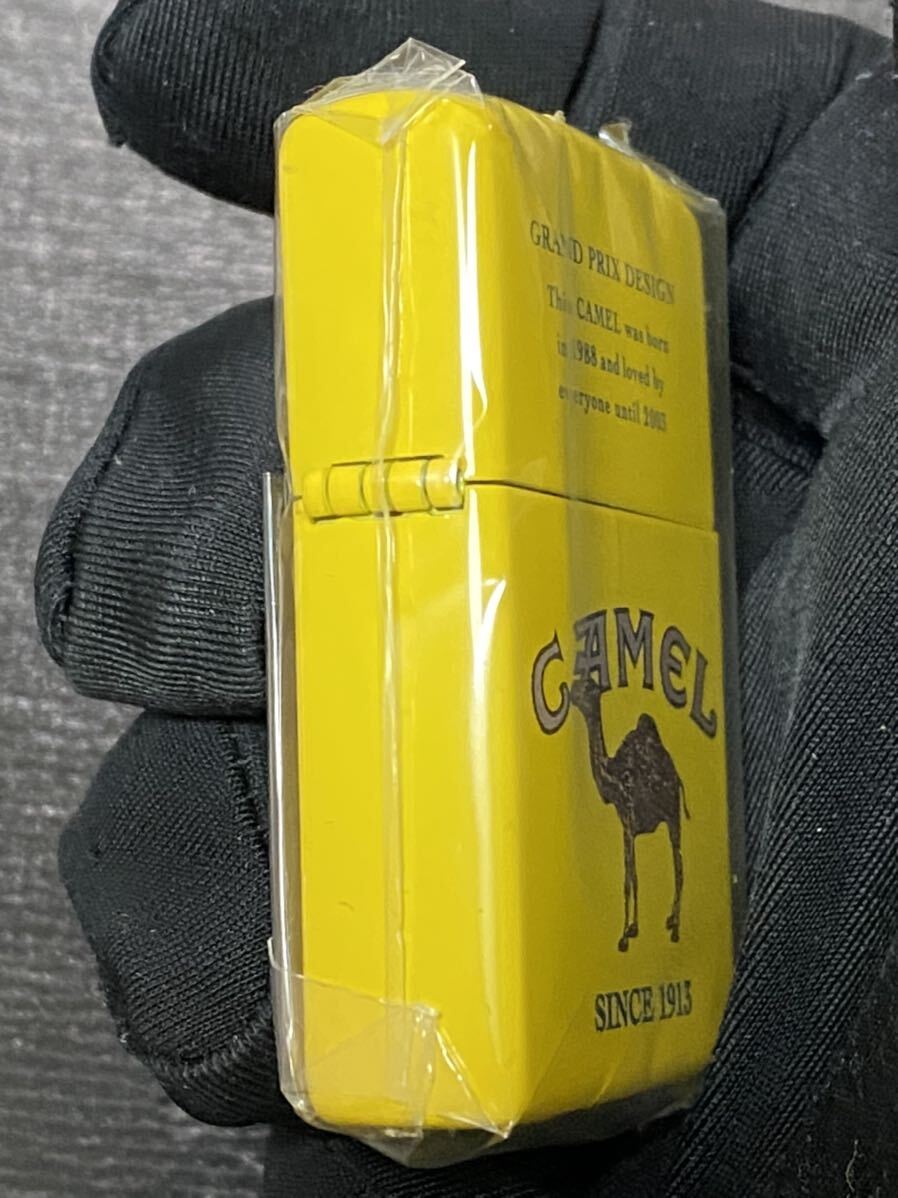 GRAND PRIX DESIGN
This CAMEL was born
in 1988 and loved by
everyone until 2003
CAMEL
SINCE 1913